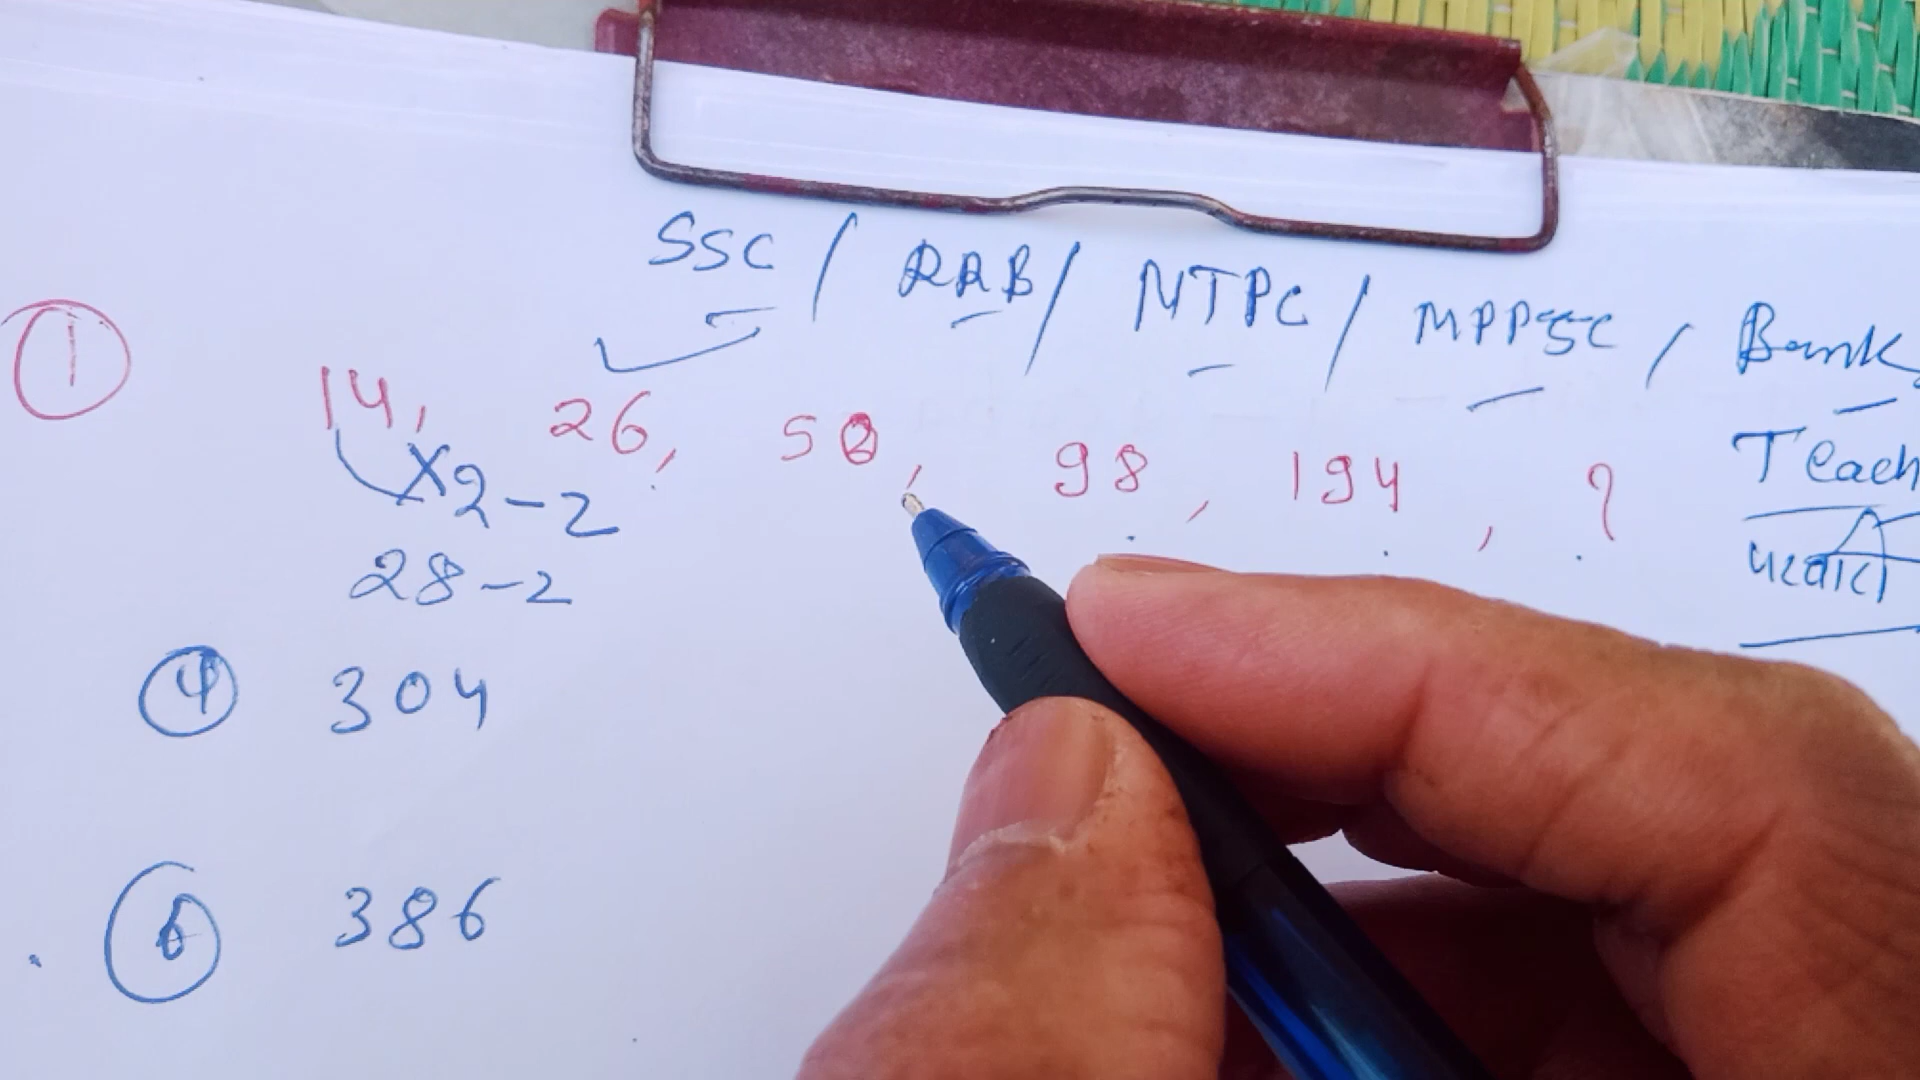 SSC / RRB / NTPC / MPPSC / Bank
① 14, 26, 50, 98, 194, ?
Teach
×2-2
28-2
④ 304
⑥ 386